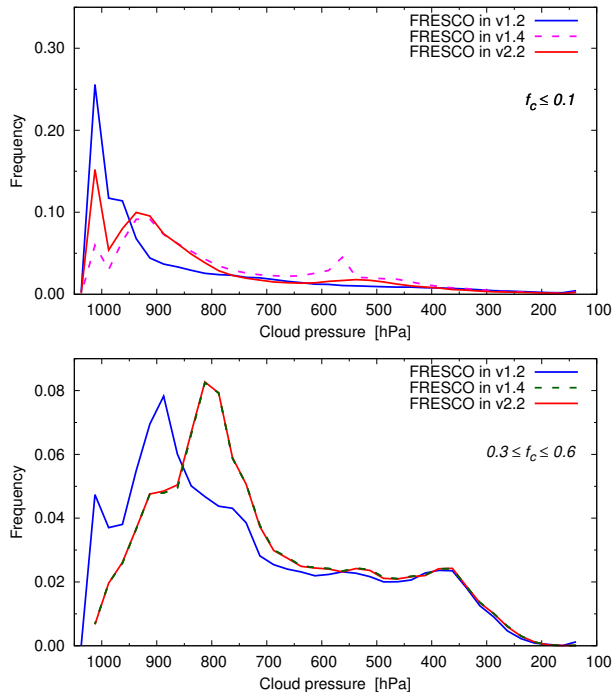 0.30
0.20
0.10
0.00
Frequency
FRESCO in v1.2
FRESCO in v1.4
FRESCO in v2.2
f_c ≤ 0.1
1000 900 800 700 600 500 400 300 200 100
Cloud pressure [hPa]
0.08
0.06
0.04
0.02
0.00
Frequency
FRESCO in v1.2
FRESCO in v1.4
FRESCO in v2.2
0.3 ≤ f_c ≤ 0.6
1000 900 800 700 600 500 400 300 200 100
Cloud pressure [hPa]